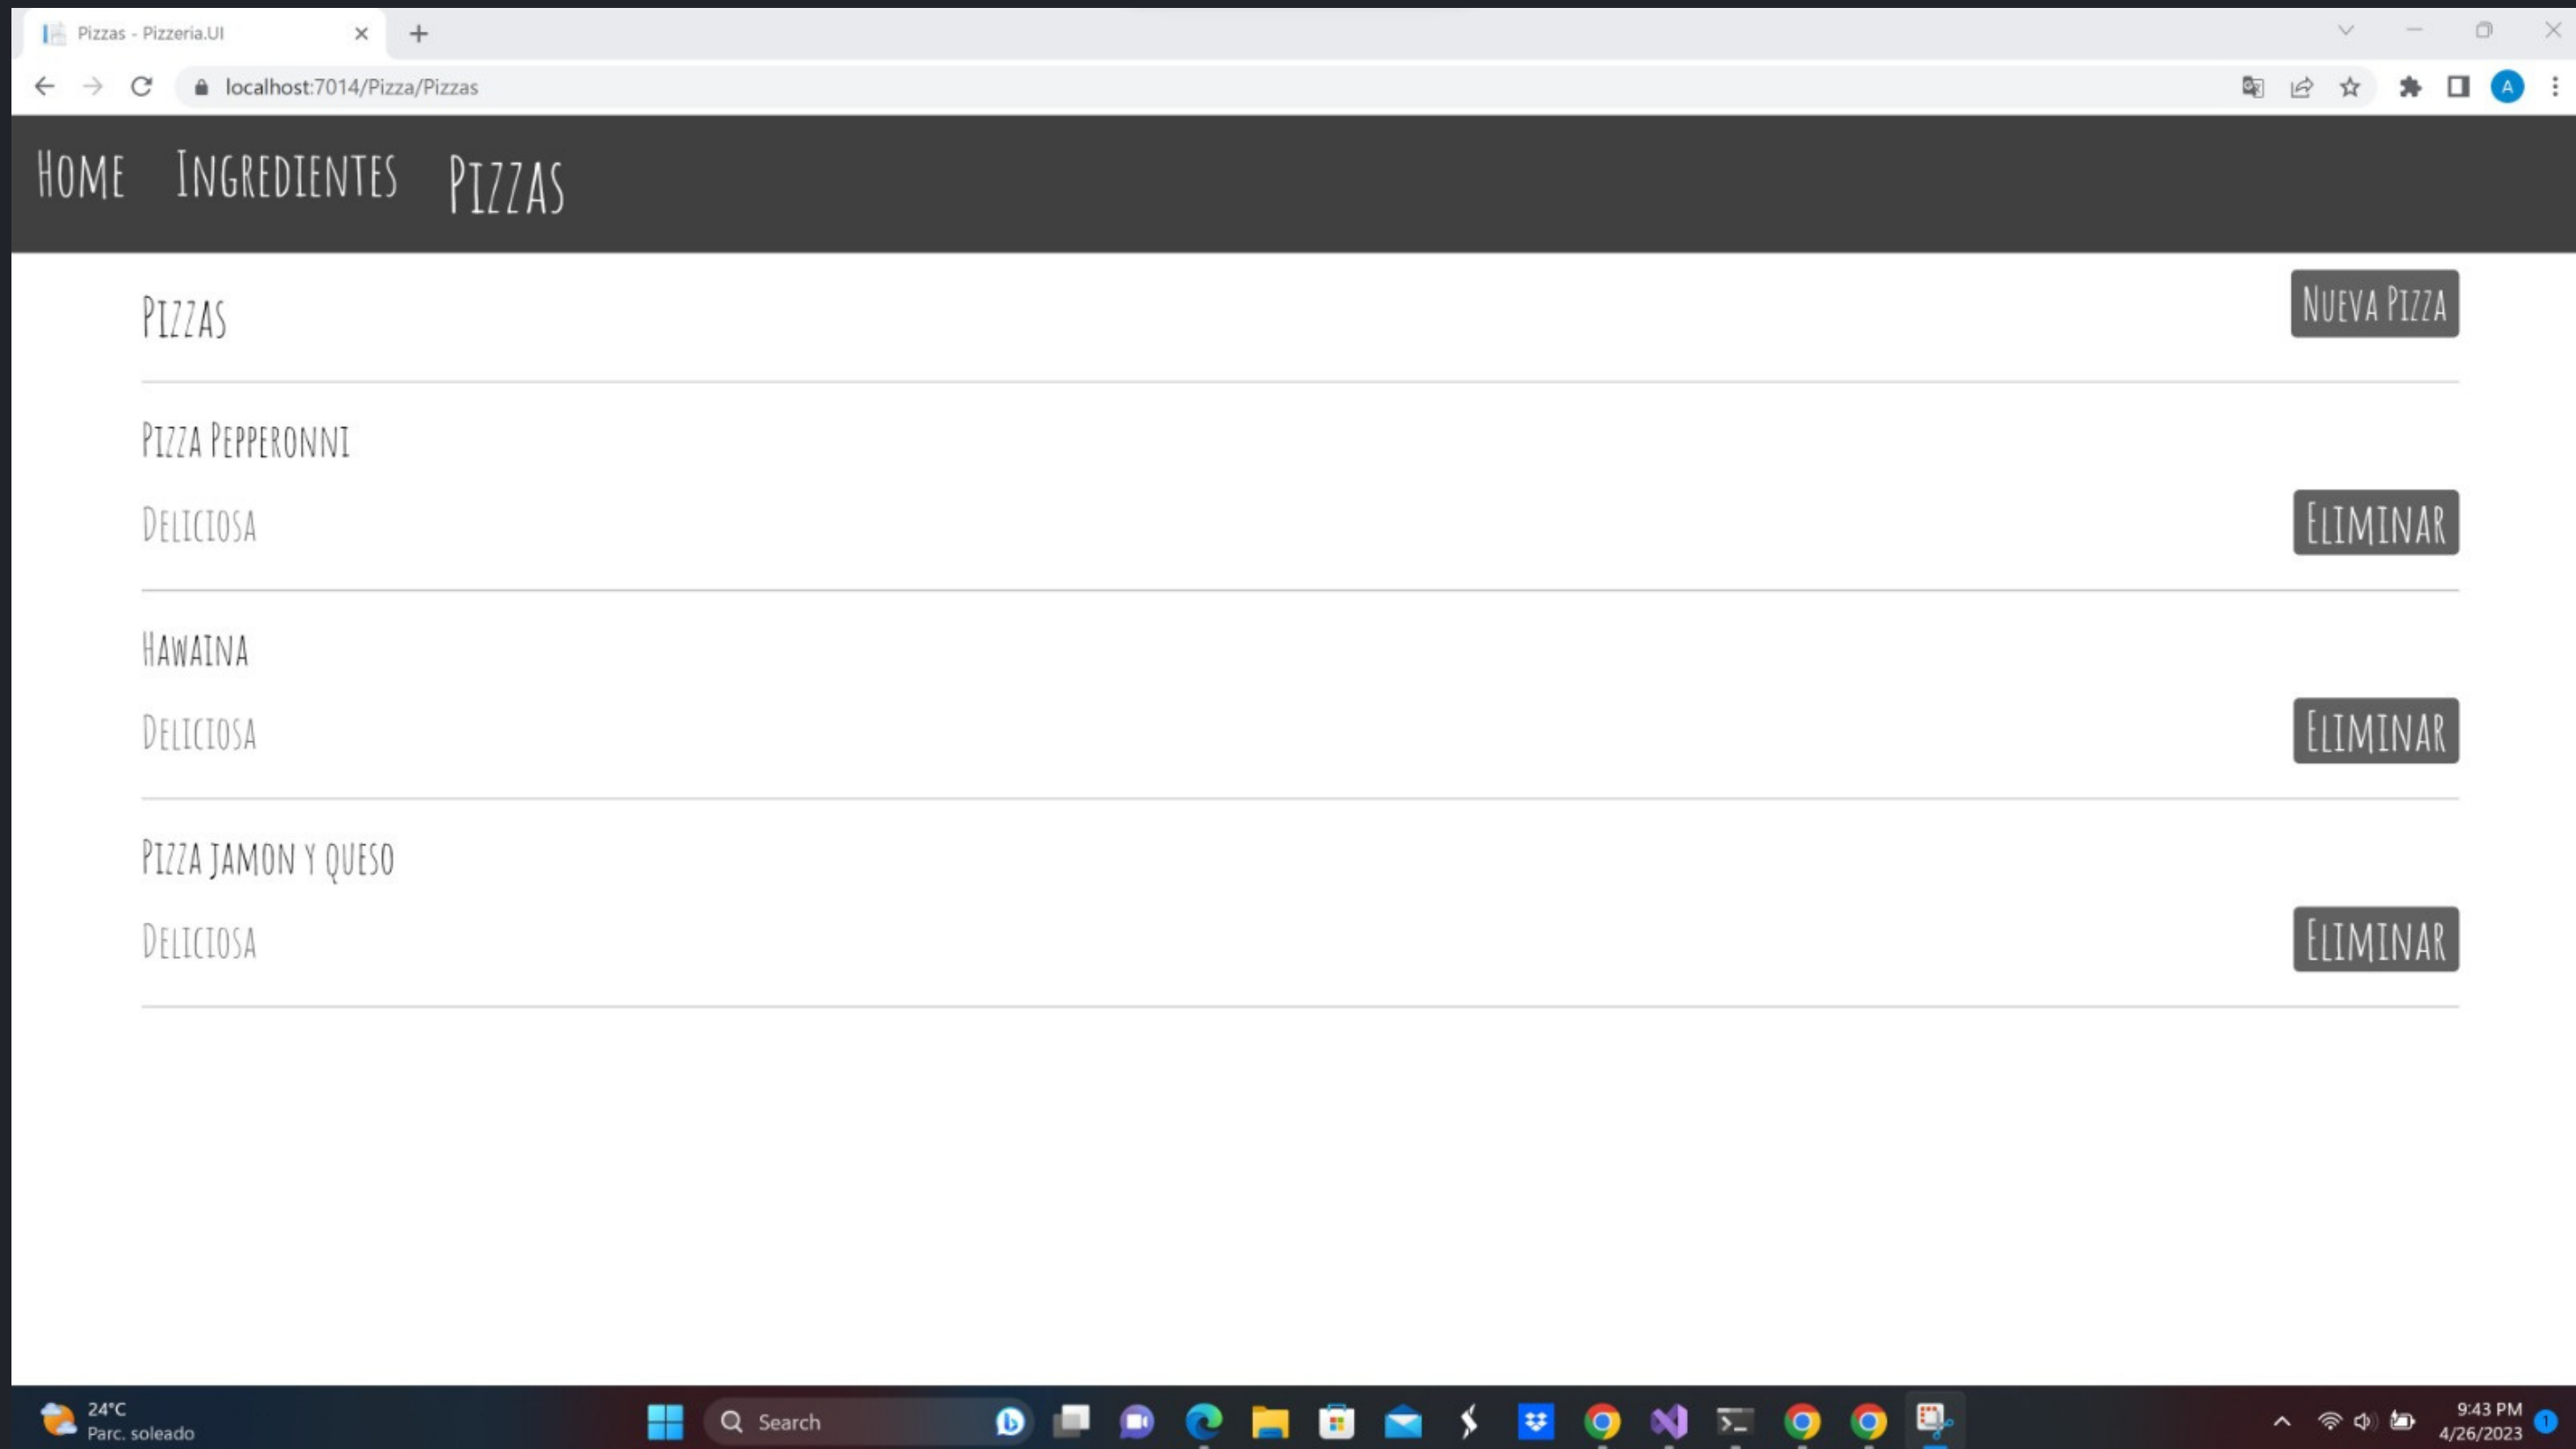 Pizzas - Pizzeria.UI
localhost:7014/Pizza/Pizzas
A
Home Ingredientes Pizzas
Pizzas
Nueva Pizza
Pizza Pepperonni
Deliciosa
Eliminar
Hawaina
Deliciosa
Eliminar
Pizza jamon y queso
Deliciosa
Eliminar
24°C
Parc. soleado
Search
9:43 PM
4/26/2023
1